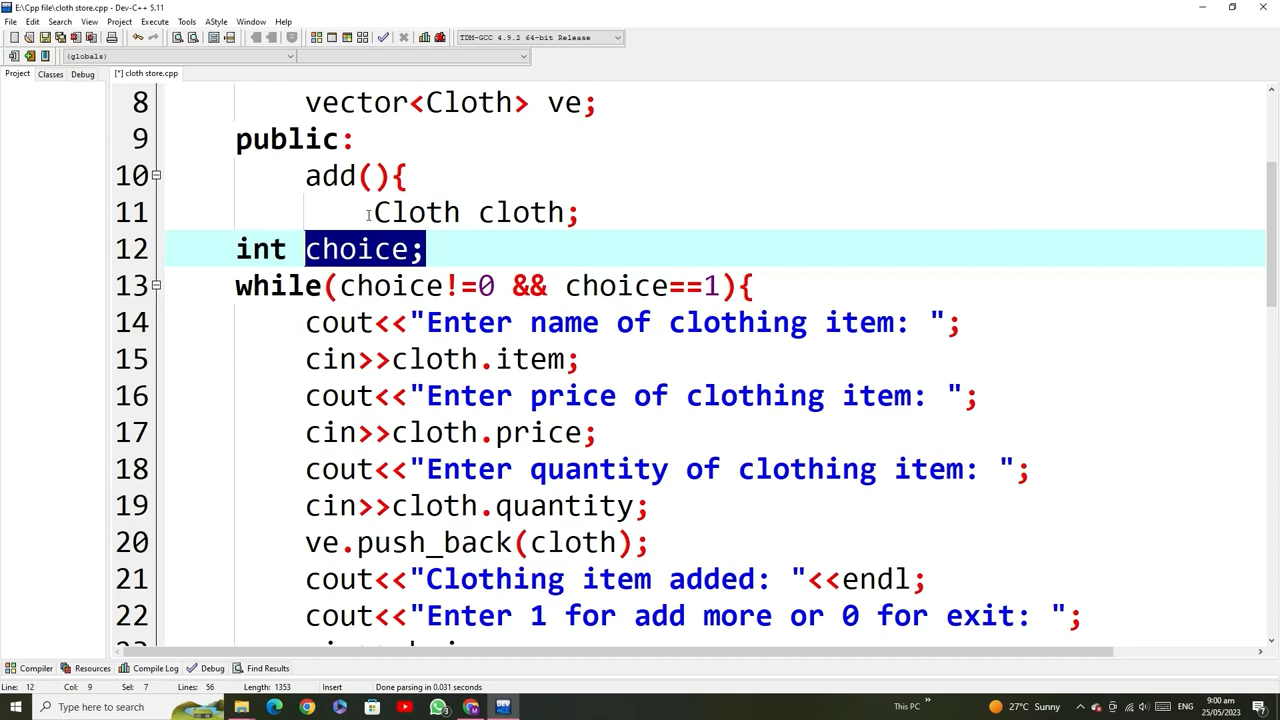 E:\Cpp file\cloth store.cpp - Dev-C++ 5.11
File Edit Search View Project Execute Tools AStyle Window Help
TDM-GCC 4.9.2 64-bit Release
(globals)
Project Classes Debug [*] cloth store.cpp
8 vector<Cloth> ve;
9 public:
10 add(){
11 Cloth cloth;
12 int choice;
13 while(choice!=0 && choice==1){
14 cout<<"Enter name of clothing item: ";
15 cin>>cloth.item;
16 cout<<"Enter price of clothing item: ";
17 cin>>cloth.price;
18 cout<<"Enter quantity of clothing item: ";
19 cin>>cloth.quantity;
20 ve.push_back(cloth);
21 cout<<"Clothing item added: "<<endl;
22 cout<<"Enter 1 for add more or 0 for exit: ";
Compiler Resources Compile Log Debug Find Results
Line: 12 Col: 9 Sel: 7 Lines: 56 Length: 1353 Insert Done parsing in 0.031 seconds
Type here to search 3 This PC » 27°C Sunny ENG 9:00 am
25/05/2023 7